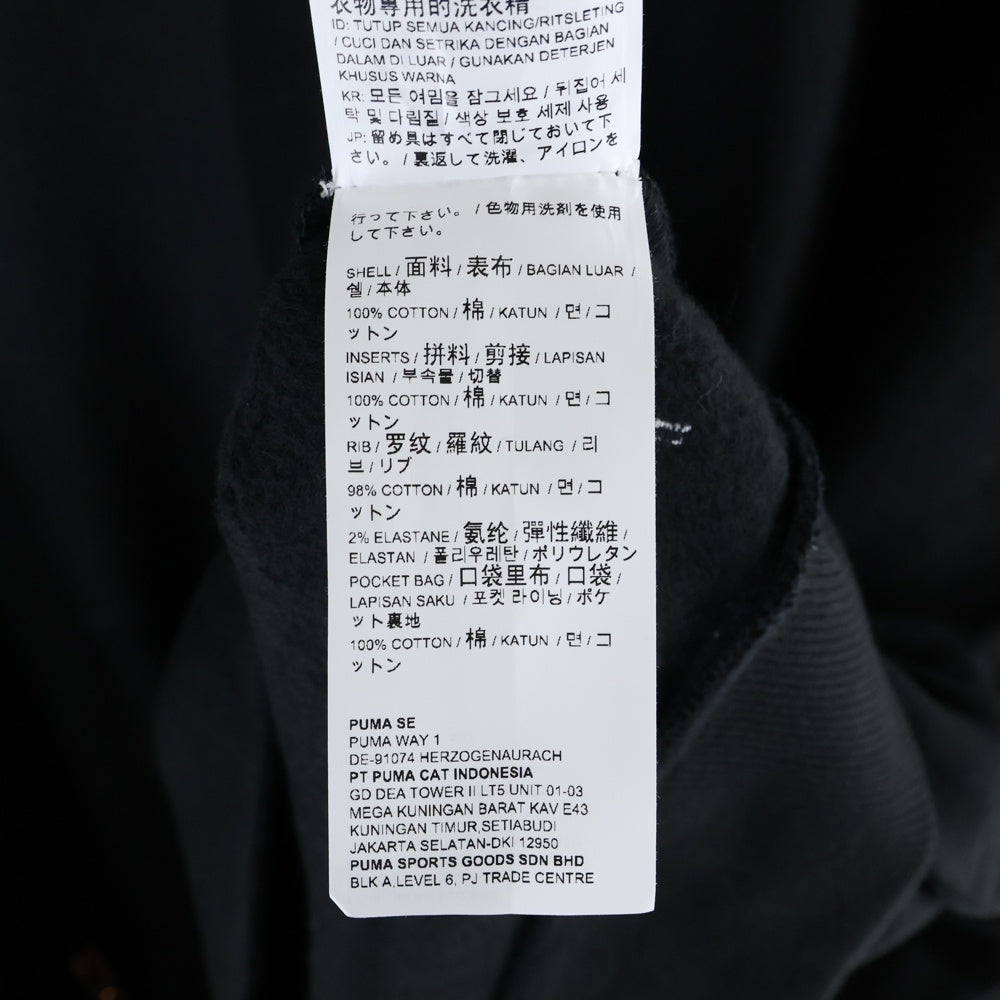 衣物專用的洗衣精
ID: TUTUP SEMUA KANCING/RITSLETING
/ CUCI DAN SETRIKA DENGAN BAGIAN
DALAM DI LUAR / GUNAKAN DETERJEN
KHUSUS WARNA
KR: 모든 여밈을 잠그세요 / 뒤집어 세
탁 및 다림질 / 색상 보호 세제 사용
JP: 留め具はすべて閉じておいて下
さい。 / 裏返して洗濯、アイロンを
行って下さい。 / 色物用洗剤を使用
して下さい。
SHELL / 面料 / 表布 / BAGIAN LUAR /
쉘 / 本体
100% COTTON / 棉 / KATUN / 면 / コ
ットン
INSERTS / 拼料 / 剪接 / LAPISAN
ISIAN / 부속물 / 切替
100% COTTON / 棉 / KATUN / 면 / コ
ットン
RIB / 罗纹 / 羅紋 / TULANG / 리
브 / リブ
98% COTTON / 棉 / KATUN / 면 / コ
ットン
2% ELASTANE / 氨纶 / 彈性纖維 /
ELASTAN / 폴리우레탄 / ポリウレタン
POCKET BAG / 口袋里布 / 口袋 /
LAPISAN SAKU / 포켓 라이닝 / ポケ
ット裏地
100% COTTON / 棉 / KATUN / 면 / コ
ットン
PUMA SE
PUMA WAY 1
DE-91074 HERZOGENAURACH
PT PUMA CAT INDONESIA
GD DEA TOWER II LT5 UNIT 01-03
MEGA KUNINGAN BARAT KAV E43
KUNINGAN TIMUR,SETIABUDI
JAKARTA SELATAN-DKI 12950
PUMA SPORTS GOODS SDN BHD
BLK A,LEVEL 6, PJ TRADE CENTRE